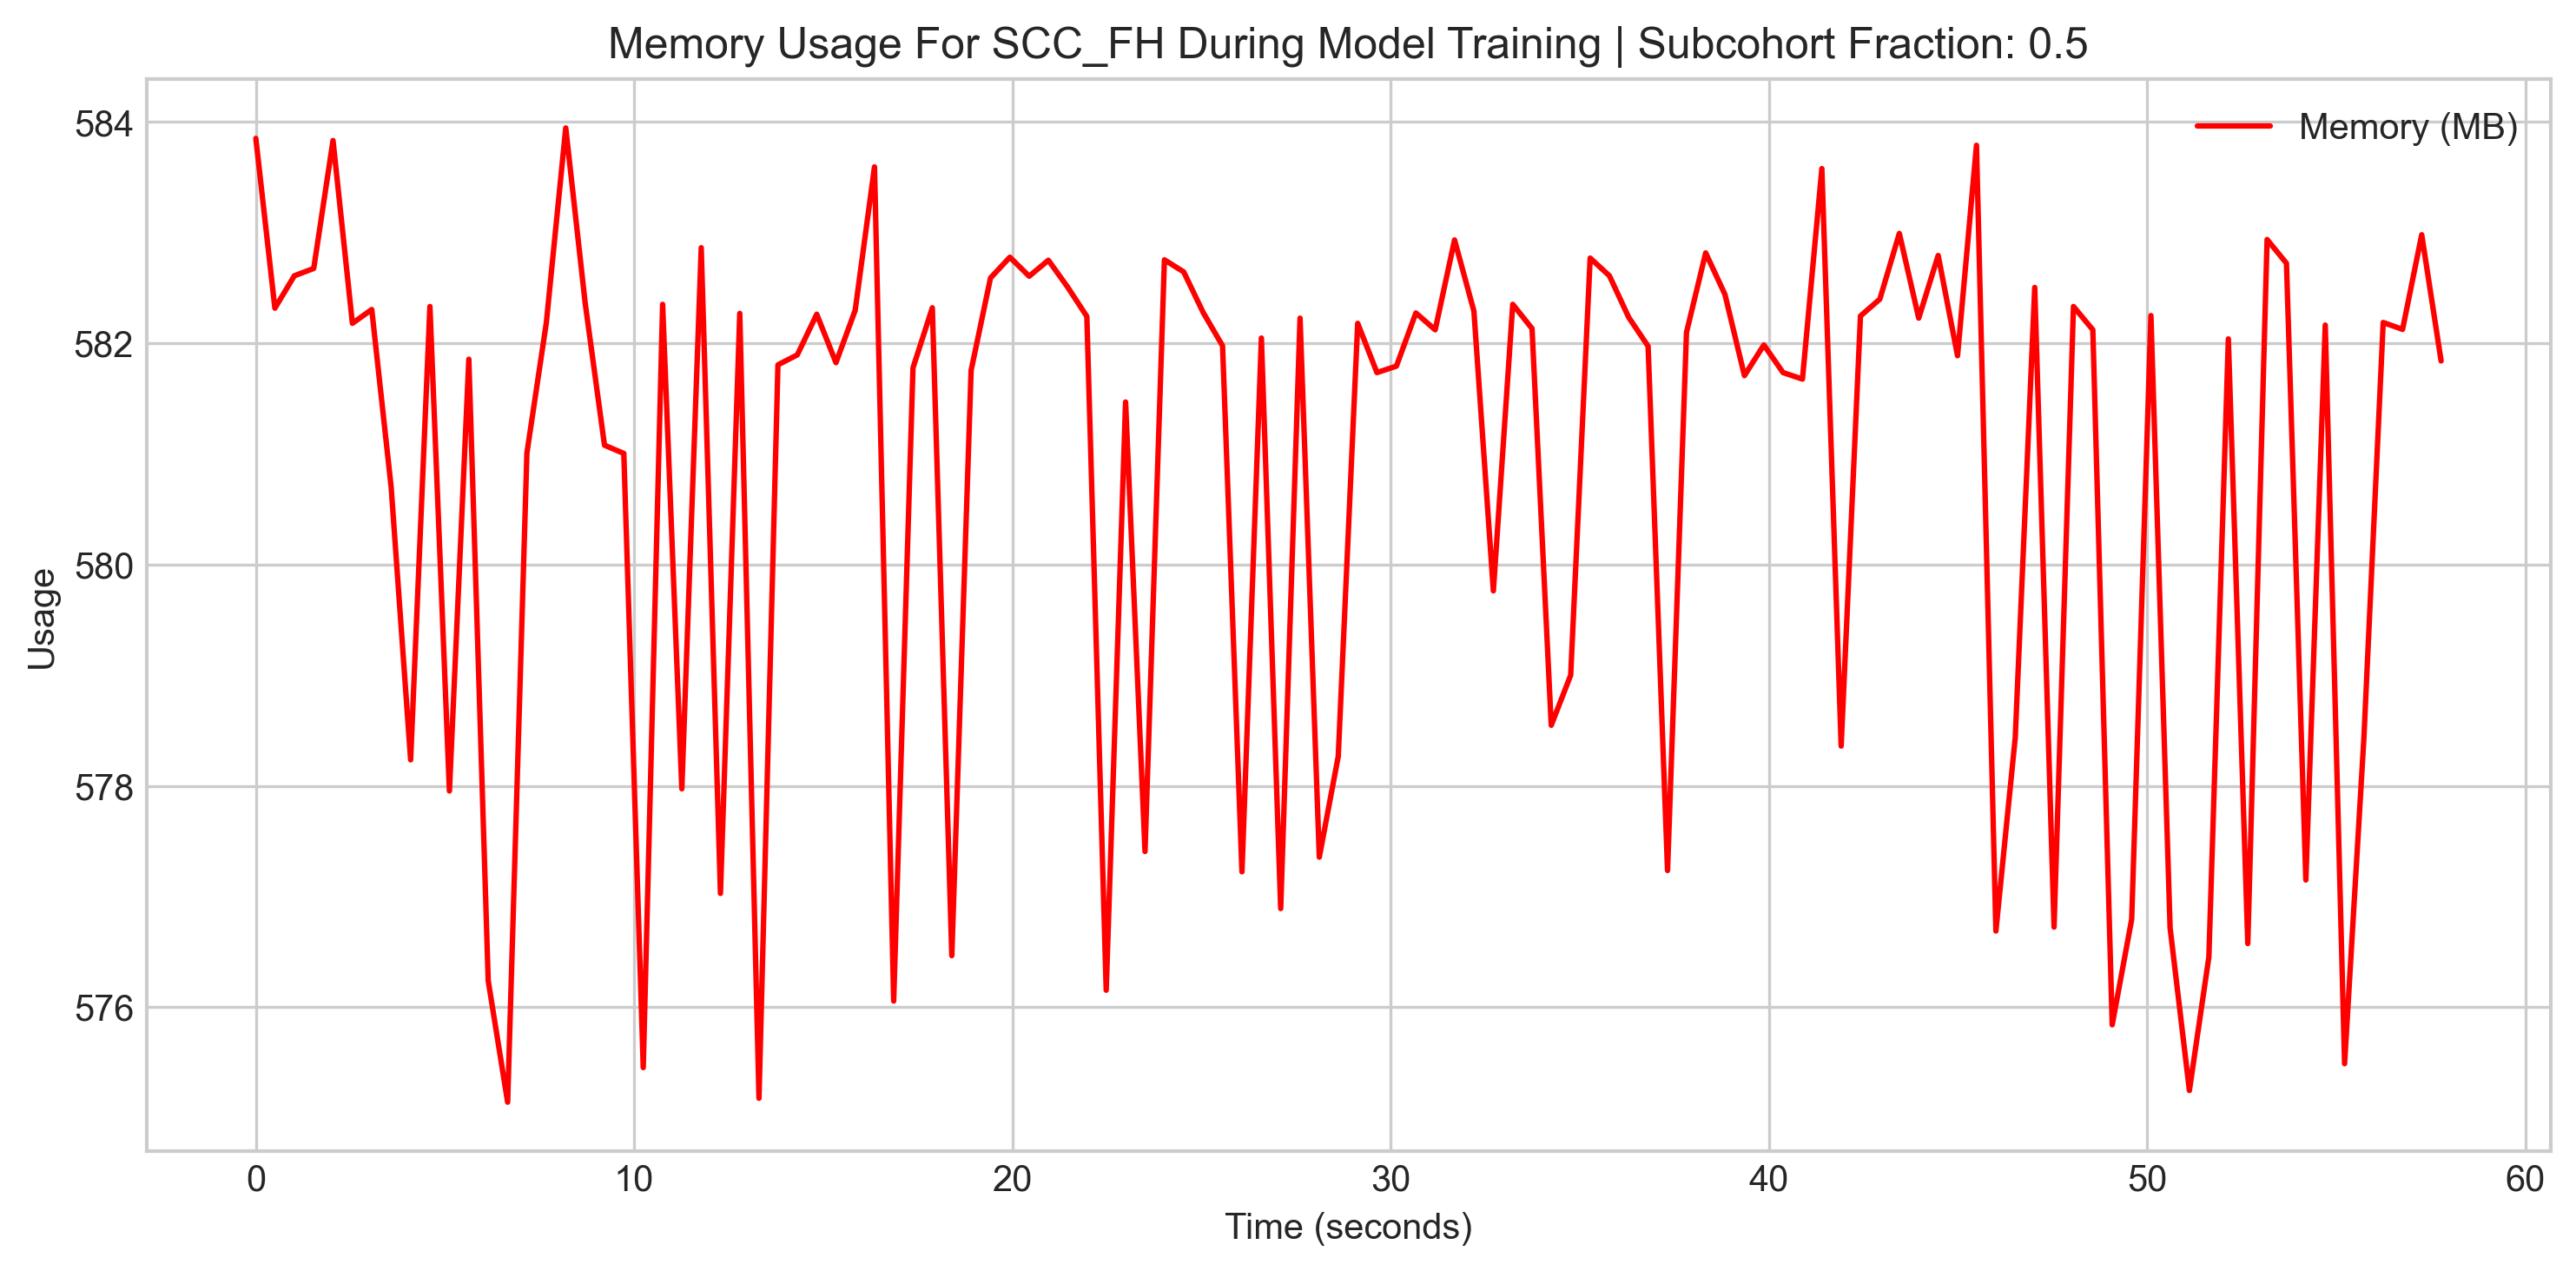 Memory Usage For SCC_FH During Model Training | Subcohort Fraction: 0.5
Memory (MB)
584
582
580
578
576
Usage
0 10 20 30 40 50 60
Time (seconds)